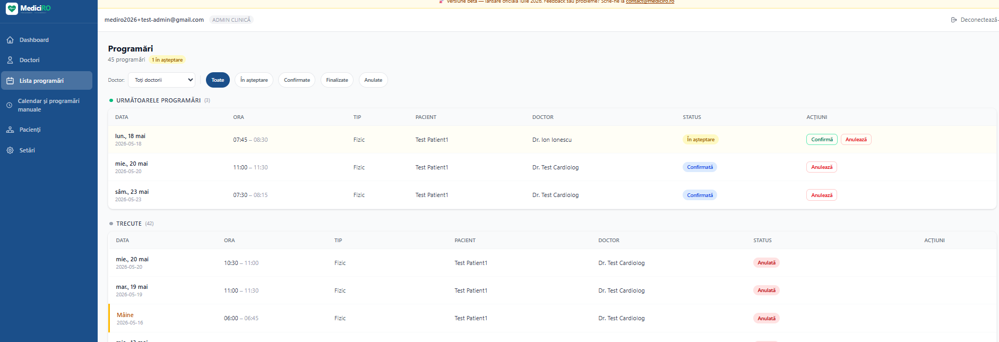 MediciRO
Versiune beta — lansare oficială iulie 2026. Feedback sau probleme? Scrie-ne la contact@mediciro.ro
mediro2026+test-admin@gmail.com ADMIN CLINICĂ
Deconectează-
Dashboard
Doctori
Lista programări
Calendar și programări
manuale
Pacienți
Setări
Programări
45 programări 1 în așteptare
Doctor: Toți doctorii Toate În așteptare Confirmate Finalizate Anulate
URMĂTOARELE PROGRAMĂRI (3)
DATA ORA TIP PACIENT DOCTOR STATUS ACȚIUNI
lun., 18 mai
2026-05-18
07:45 – 08:30 Fizic Test Patient1 Dr. Ion Ionescu În așteptare Confirmă Anulează
mie., 20 mai
2026-05-20
11:00 – 11:30 Fizic Test Patient1 Dr. Test Cardiolog Confirmată Anulează
sâm., 23 mai
2026-05-23
07:30 – 08:15 Fizic Test Patient1 Dr. Test Cardiolog Confirmată Anulează
TRECUTE (42)
DATA ORA TIP PACIENT DOCTOR STATUS ACȚIUNI
mie., 20 mai
2026-05-20
10:30 – 11:00 Fizic Test Patient1 Dr. Test Cardiolog Anulată
mar., 19 mai
2026-05-19
11:00 – 11:30 Fizic Test Patient1 Dr. Test Cardiolog Anulată
Mâine
2026-05-16
06:00 – 06:45 Fizic Test Patient1 Dr. Test Cardiolog Anulată